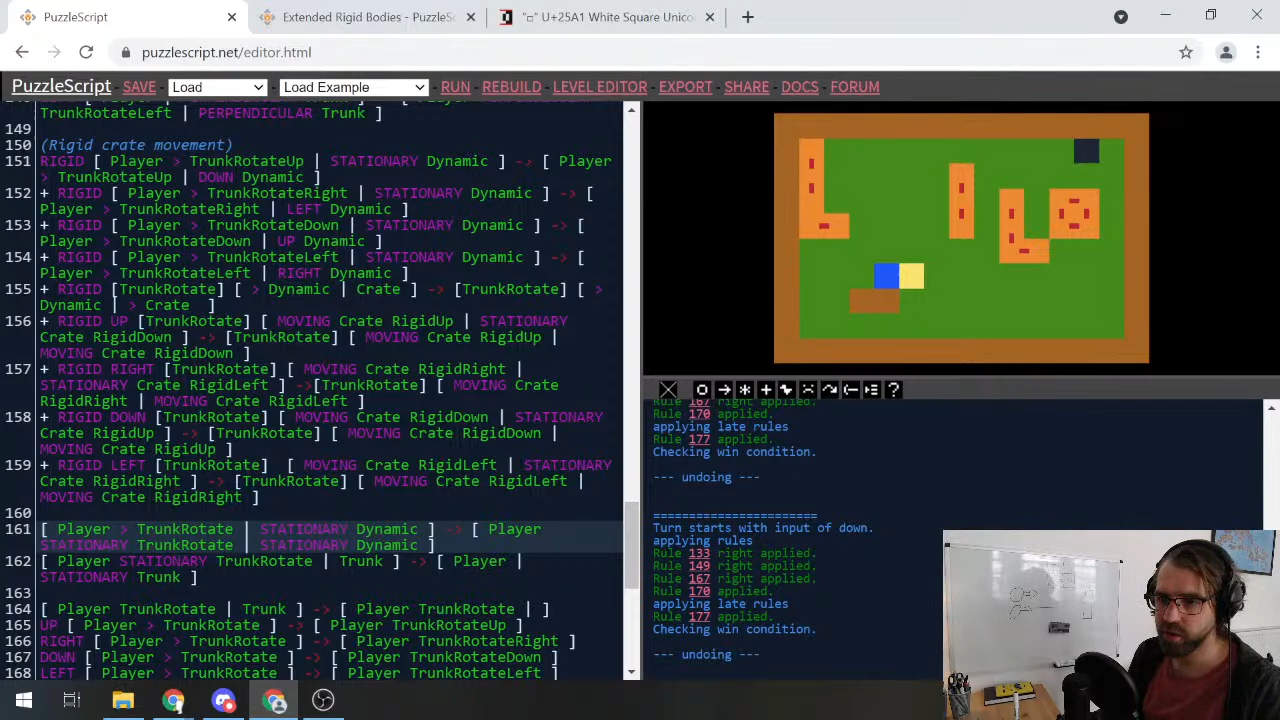 PuzzleScript
Extended Rigid Bodies - PuzzleSc
"□" U+25A1 White Square Unico
puzzlescript.net/editor.html
PuzzleScript SAVE Load - Load Example - RUN - REBUILD - LEVEL EDITOR - EXPORT - SHARE - DOCS - FORUM
TrunkRotateLeft | PERPENDICULAR Trunk ]
149
150 (Rigid crate movement)
151 RIGID [ Player > TrunkRotateUp | STATIONARY Dynamic ] -> [ Player
> TrunkRotateUp | DOWN Dynamic ]
152 + RIGID [ Player > TrunkRotateRight | STATIONARY Dynamic ] -> [
Player > TrunkRotateRight | LEFT Dynamic ]
153 + RIGID [ Player > TrunkRotateDown | STATIONARY Dynamic ] -> [
Player > TrunkRotateDown | UP Dynamic ]
154 + RIGID [ Player > TrunkRotateLeft | STATIONARY Dynamic ] -> [
Player > TrunkRotateLeft | RIGHT Dynamic ]
155 + RIGID [TrunkRotate] [ > Dynamic | Crate ] -> [TrunkRotate] [ >
Dynamic | > Crate ]
156 + RIGID UP [TrunkRotate] [ MOVING Crate RigidUp | STATIONARY
Crate RigidDown ] -> [TrunkRotate] [ MOVING Crate RigidUp |
MOVING Crate RigidDown ]
157 + RIGID RIGHT [TrunkRotate] [ MOVING Crate RigidRight |
STATIONARY Crate RigidLeft ] ->[TrunkRotate] [ MOVING Crate
RigidRight | MOVING Crate RigidLeft ]
158 + RIGID DOWN [TrunkRotate] [ MOVING Crate RigidDown | STATIONARY
Crate RigidUp ] -> [TrunkRotate] [ MOVING Crate RigidDown |
MOVING Crate RigidUp ]
159 + RIGID LEFT [TrunkRotate] [ MOVING Crate RigidLeft | STATIONARY
Crate RigidRight ] -> [TrunkRotate] [ MOVING Crate RigidLeft |
MOVING Crate RigidRight ]
160
161 [ Player > TrunkRotate | STATIONARY Dynamic ] -> [ Player
STATIONARY TrunkRotate | STATIONARY Dynamic ]
162 [ Player STATIONARY TrunkRotate | Trunk ] -> [ Player |
STATIONARY Trunk ]
163
164 [ Player TrunkRotate | Trunk ] -> [ Player TrunkRotate | ]
165 UP [ Player > TrunkRotate ] -> [ Player TrunkRotateUp ]
166 RIGHT [ Player > TrunkRotate ] -> [ Player TrunkRotateRight ]
167 DOWN [ Player > TrunkRotate ] -> [ Player TrunkRotateDown ]
168 LEFT [ Player > TrunkRotate ] -> [ Player TrunkRotateLeft ]
Rule 167 right applied.
Rule 170 applied.
applying late rules
Rule 177 applied.
Checking win condition.
--- undoing ---
=======================
Turn starts with input of down.
applying rules
Rule 133 right applied.
Rule 149 right applied.
Rule 167 right applied.
Rule 170 applied.
applying late rules
Rule 177 applied.
Checking win condition.
--- undoing ---